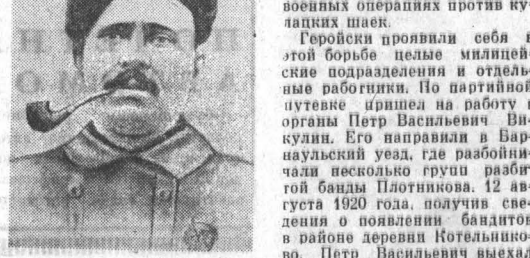 военных операциях против ку-
лацких шаек.
Геройски проявили себя в
этой борьбе целые милицей-
ские подразделения и отдель-
ные работники. По партийной
путевке пришел на работу в
органы Петр Васильевич Ви-
кулин. Его направили в Бар-
наульский уезд, где разбойни-
чали несколько групп разби-
той банды Плотникова. 12 ав-
густа 1920 года, получив све-
дения о появлении бандитов
в районе деревни Котельнико-
во, Петр Васильевич выехал